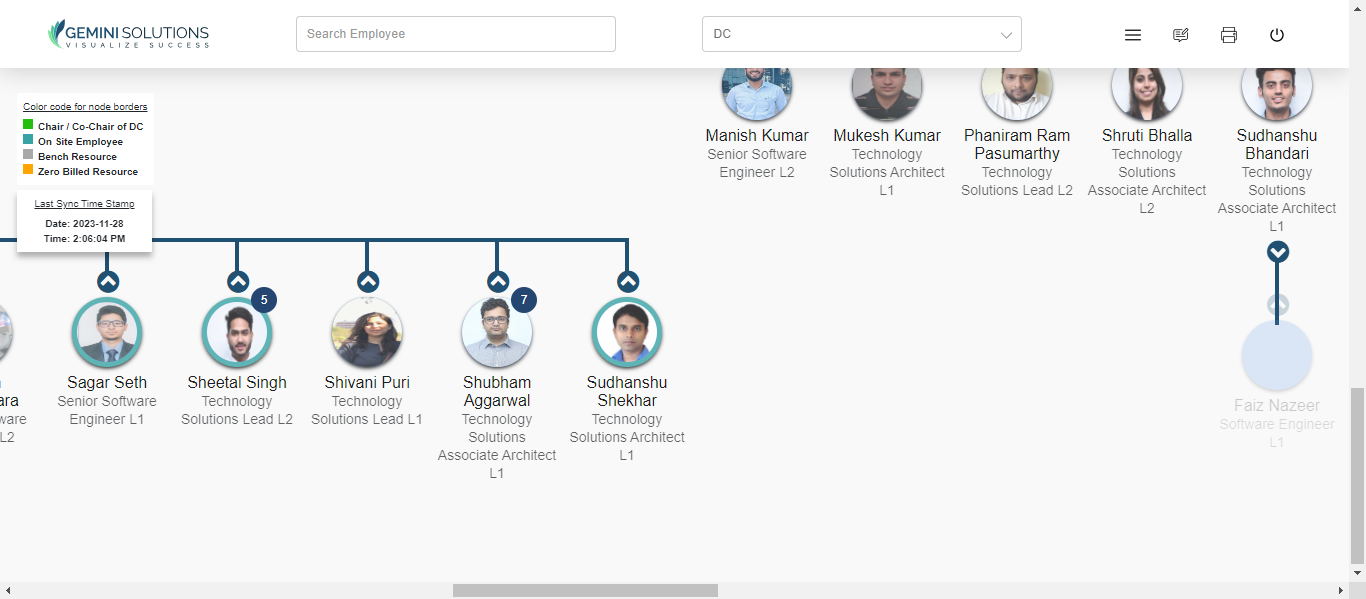 GEMINI SOLUTIONS
VISUALIZE SUCCESS
Search Employee
DC
Color code for node borders
Chair / Co-Chair of DC
On Site Employee
Bench Resource
Zero Billed Resource
Last Sync Time Stamp
Date: 2023-11-28
Time: 2:06:04 PM
Manish Kumar
Senior Software
Engineer L2
Mukesh Kumar
Technology
Solutions Architect
L1
Phaniram Ram
Pasumarthy
Technology
Solutions Lead L2
Shruti Bhalla
Technology
Solutions
Associate Architect
L2
Sudhanshu
Bhandari
Technology
Solutions
Associate Architect
L1
ara
ware
L2
Sagar Seth
Senior Software
Engineer L1
5
Sheetal Singh
Technology
Solutions Lead L2
Shivani Puri
Technology
Solutions Lead L1
7
Shubham
Aggarwal
Technology
Solutions
Associate Architect
L1
Sudhanshu
Shekhar
Technology
Solutions Architect
L1
Faiz Nazeer
Software Engineer
L1